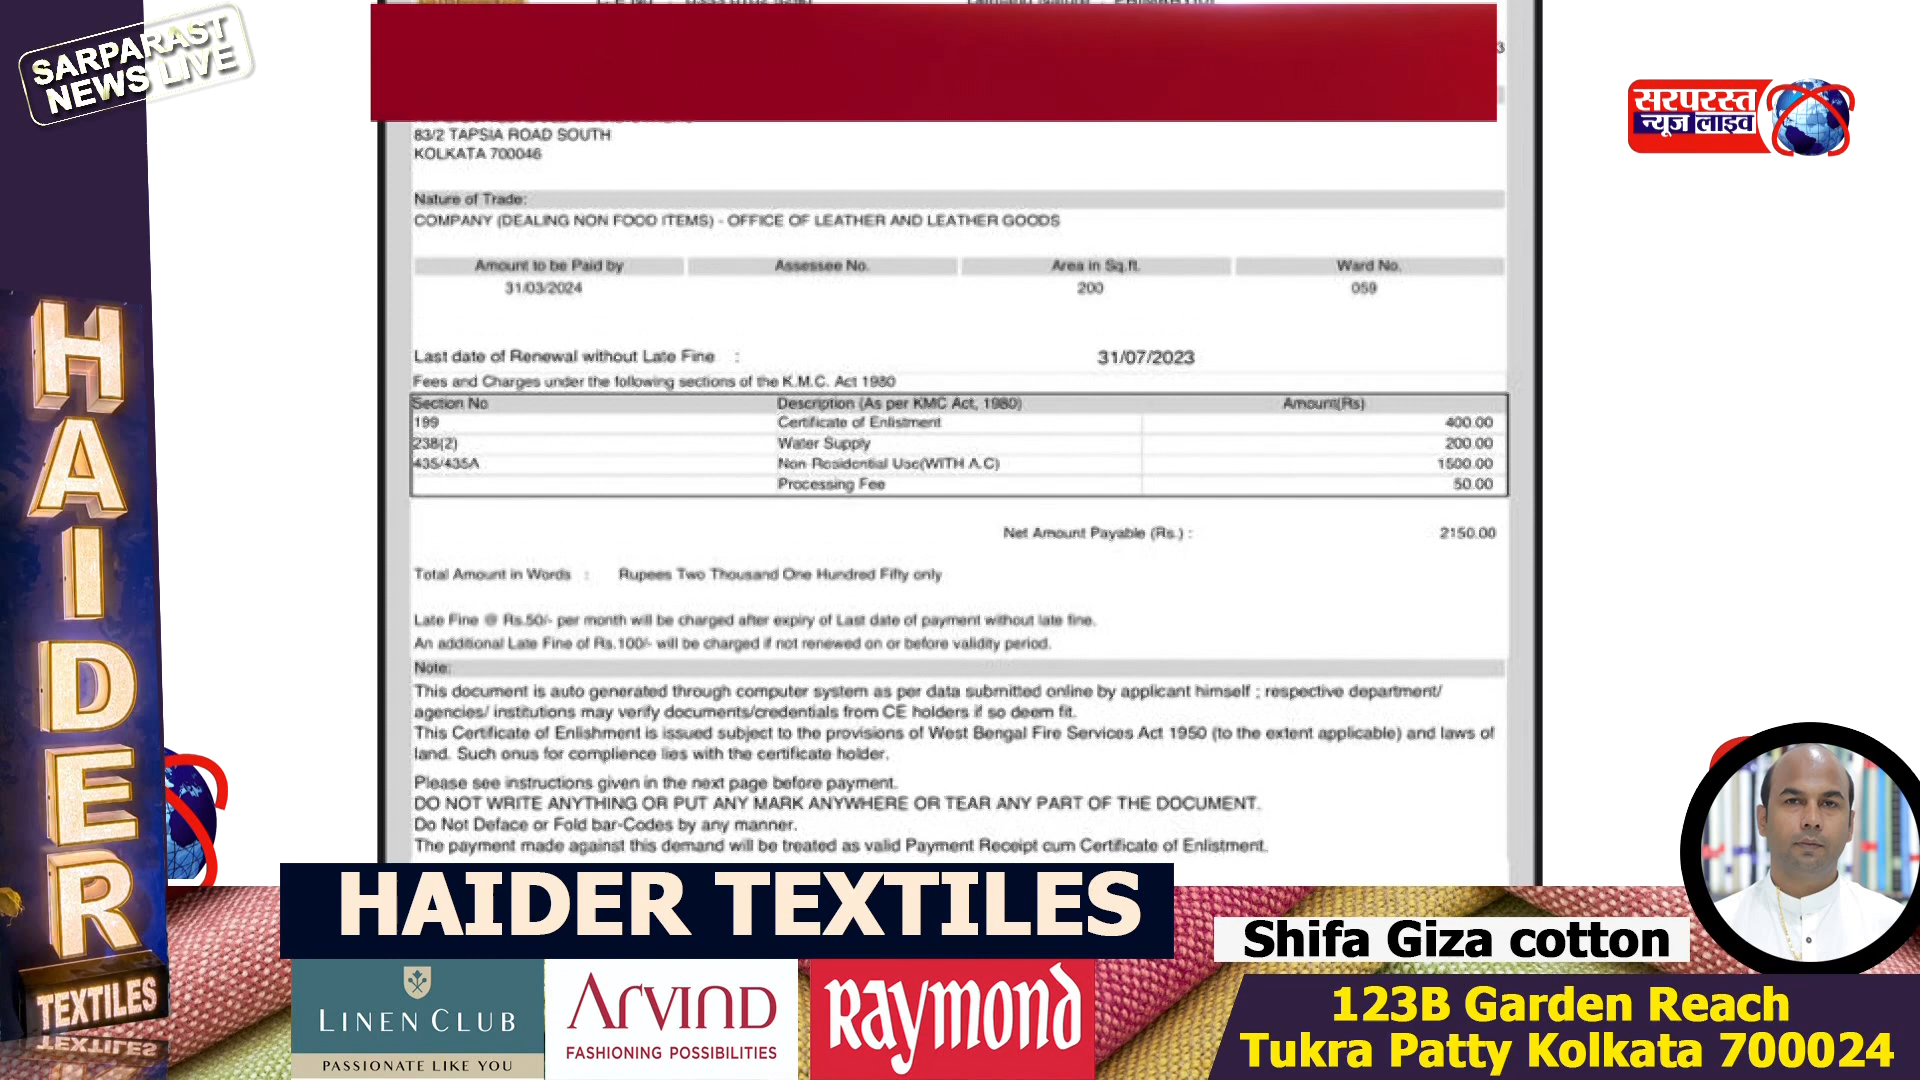 SARPARAST
NEWS LIVE
सरपरस्त
न्यूज लाइव
83/2 TAPSIA ROAD SOUTH
KOLKATA 700046
Nature of Trade:
COMPANY (DEALING NON FOOD ITEMS) - OFFICE OF LEATHER AND LEATHER GOODS
Amount to be Paid by Assessee No. Area in Sq.ft. Ward No.
31/03/2024 200 059
Last date of Renewal without Late Fine : 31/07/2023
Fees and Charges under the following sections of the K.M.C. Act 1980
Section No Description (As per KMC Act, 1980) Amount(Rs)
199 Certificate of Enlistment 400.00
238(2) Water Supply 200.00
435/435A Non Residential Use(WITH A.C) 1500.00
Processing Fee 50.00
Net Amount Payable (Rs.) : 2150.00
Total Amount in Words : Rupees Two Thousand One Hundred Fifty only
Late Fine @ Rs.50/- per month will be charged after expiry of Last date of payment without late fine.
An additional Late Fine of Rs.100/- will be charged if not renewed on or before validity period.
Note:
This document is auto generated through computer system as per data submitted online by applicant himself ; respective department/
agencies/ institutions may verify documents/credentials from CE holders if so deem fit.
This Certificate of Enlishment is issued subject to the provisions of West Bengal Fire Services Act 1950 (to the extent applicable) and laws of
land. Such onus for complience lies with the certificate holder.
Please see instructions given in the next page before payment.
DO NOT WRITE ANYTHING OR PUT ANY MARK ANYWHERE OR TEAR ANY PART OF THE DOCUMENT.
Do Not Deface or Fold bar-Codes by any manner.
The payment made against this demand will be treated as valid Payment Receipt cum Certificate of Enlistment.
HAIDER
TEXTILES
HAIDER TEXTILES
LINEN CLUB
PASSIONATE LIKE YOU
ARVIND
FASHIONING POSSIBILITIES
Raymond
Shifa Giza cotton
123B Garden Reach
Tukra Patty Kolkata 700024